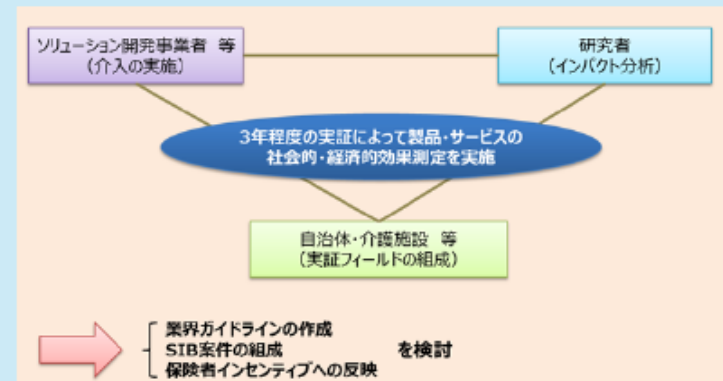 ソリューション開発事業者 等
(介入の実施)
研究者
(インパクト分析)
3年程度の実証によって製品・サービスの
社会的・経済的効果測定を実施
自治体・介護施設 等
(実証フィールドの組成)
業界ガイドラインの作成
SIB案件の組成 を検討
保険者インセンティブへの反映